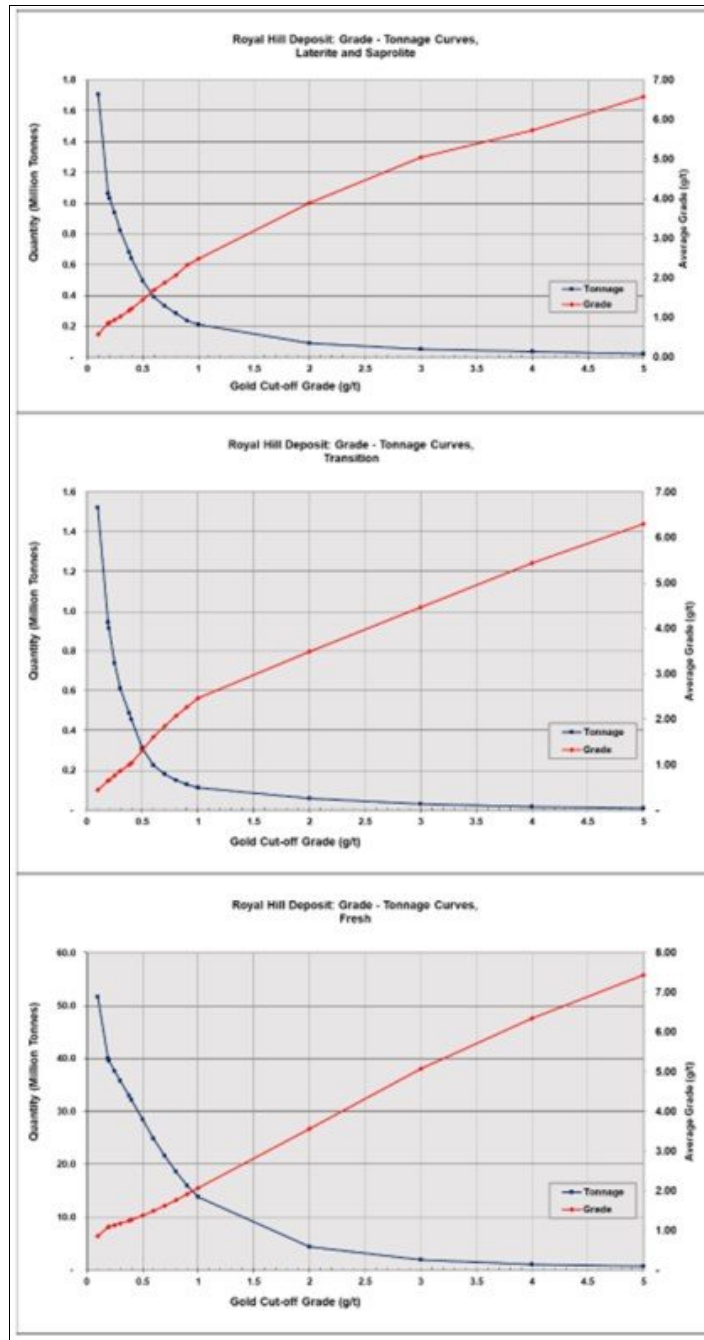 Royal Hill Deposit: Grade - Tonnage Curves,
Laterite and Saprolite
Quantity (Million Tonnes)
1.8
1.6
1.4
1.2
1.0
0.8
0.6
0.4
0.2
-
Average Grade (g/t)
7.00
6.00
5.00
4.00
3.00
2.00
1.00
0.00
Tonnage
Grade
0 0.5 1 1.5 2 2.5 3 3.5 4 4.5 5
Gold Cut-off Grade (g/t)
Royal Hill Deposit: Grade - Tonnage Curves,
Transition
Quantity (Million Tonnes)
1.6
1.4
1.2
1.0
0.8
0.6
0.4
0.2
-
Average Grade (g/t)
7.00
6.00
5.00
4.00
3.00
2.00
1.00
-
Tonnage
Grade
0 0.5 1 1.5 2 2.5 3 3.5 4 4.5 5
Gold Cut-off Grade (g/t)
Royal Hill Deposit: Grade - Tonnage Curves,
Fresh
Quantity (Million Tonnes)
60.0
50.0
40.0
30.0
20.0
10.0
-
Average Grade (g/t)
8.00
7.00
6.00
5.00
4.00
3.00
2.00
1.00
-
Tonnage
Grade
0 0.5 1 1.5 2 2.5 3 3.5 4 4.5 5
Gold Cut-off Grade (g/t)